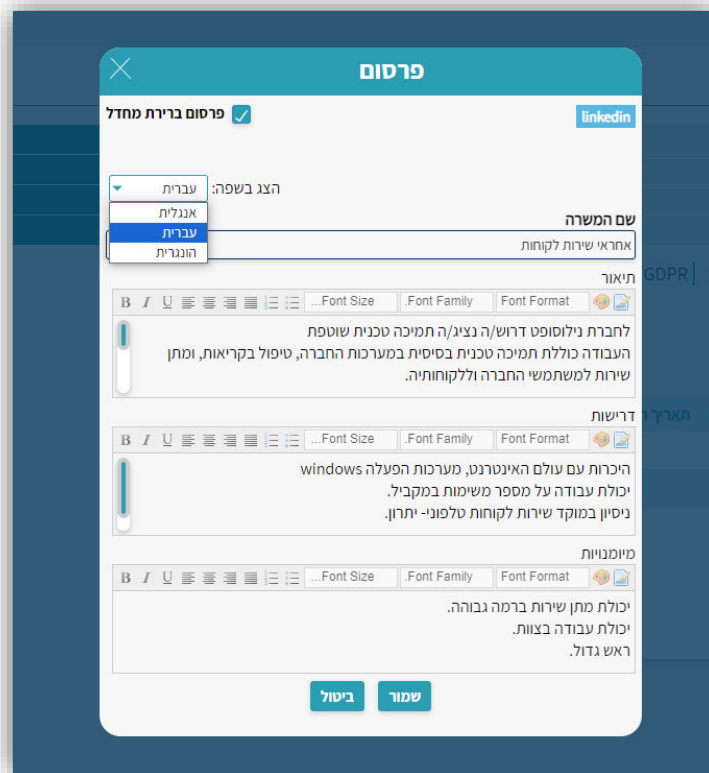 פרסום
linkedin
פרסום ברירת מחדל
הצג בשפה: עברית
אנגלית
עברית
הונגרית
שם המשרה
אחראי שירות לקוחות
GDPR
תיאור
B I U Font Size... Font Family. Font Format
לחברת נילוסופט דרוש/ה נציג/ה תמיכה טכנית שוטפת
העבודה כוללת תמיכה טכנית בסיסית במערכות החברה, טיפול בקריאות, ומתן
שירות למשתמשי החברה וללקוחותיה.
תאריך
דרישות
B I U Font Size... Font Family. Font Format
היכרות עם עולם האינטרנט, מערכות הפעלה windows
יכולת עבודה על מספר משימות במקביל.
ניסיון במוקד שירות לקוחות טלפוני- יתרון.
מיומנויות
B I U Font Size... Font Family. Font Format
יכולת מתן שירות ברמה גבוהה.
יכולת עבודה בצוות.
ראש גדול.
שמור
ביטול